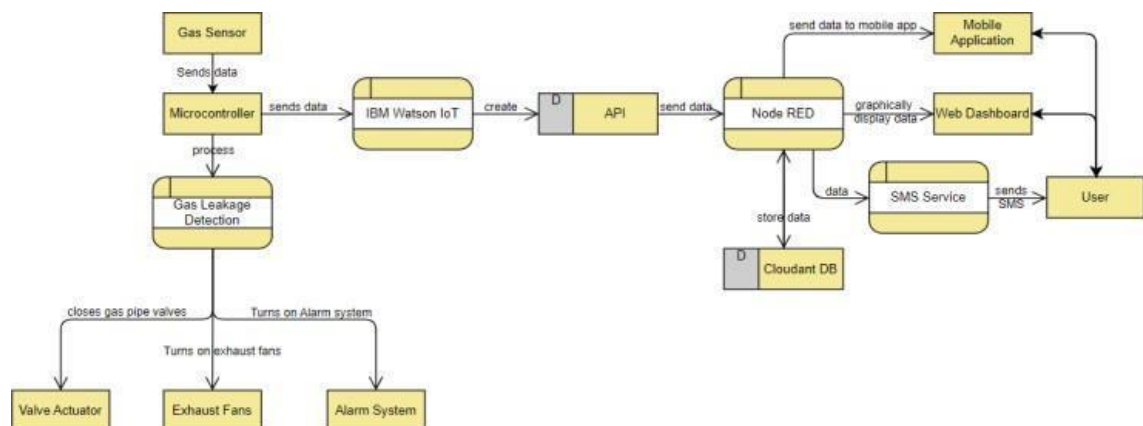 Gas Sensor
Sends data
Microcontroller
sends data
IBM Watson IoT
create
D
API
send data
Node RED
send data to mobile app
Mobile
Application
graphically
display data
Web Dashboard
process
Gas Leakage
Detection
data
SMS Service
sends
SMS
User
store data
D
Cloudant DB
closes gas pipe valves
Turns on Alarm system
Turns on exhaust fans
Valve Actuator
Exhaust Fans
Alarm System